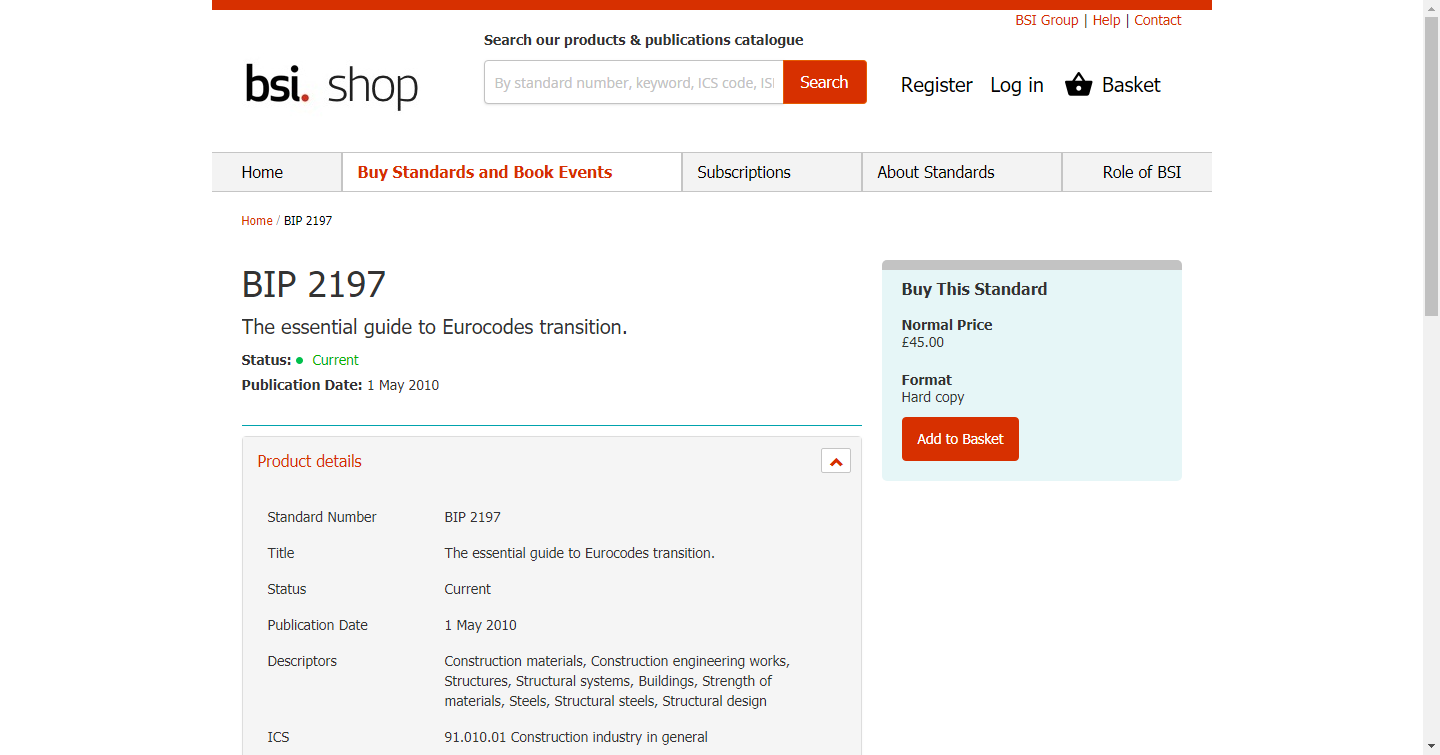 BSI Group | Help | Contact
Search our products & publications catalogue
bsi. shop
By standard number, keyword, ICS code, ISI
Search
Register Log in Basket
Home Buy Standards and Book Events Subscriptions About Standards Role of BSI
Home / BIP 2197
BIP 2197
The essential guide to Eurocodes transition.
Status: Current
Publication Date: 1 May 2010
Buy This Standard
Normal Price
£45.00
Format
Hard copy
Add to Basket
Product details
Standard Number BIP 2197
Title The essential guide to Eurocodes transition.
Status Current
Publication Date 1 May 2010
Descriptors Construction materials, Construction engineering works,
Structures, Structural systems, Buildings, Strength of
materials, Steels, Structural steels, Structural design
ICS 91.010.01 Construction industry in general